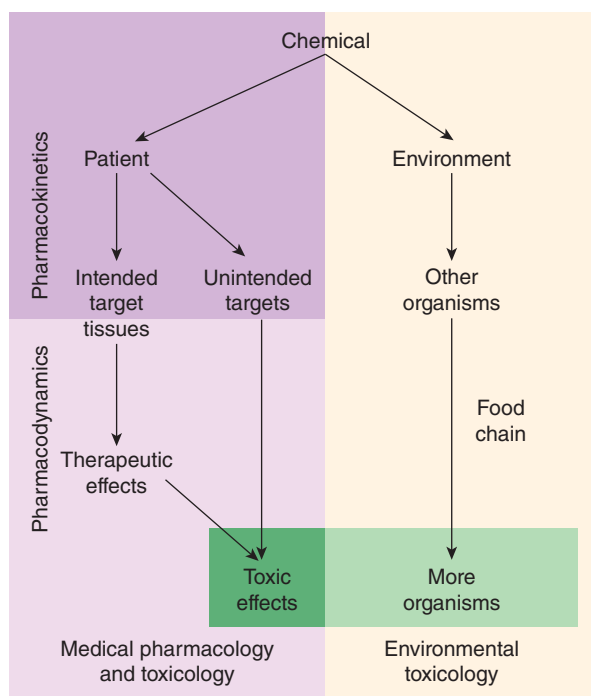 Chemical
Pharmacokinetics
Patient
Environment
Intended
target
tissues
Unintended
targets
Other
organisms
Pharmacodynamics
Food
chain
Therapeutic
effects
Toxic
effects
More
organisms
Medical pharmacology
and toxicology
Environmental
toxicology